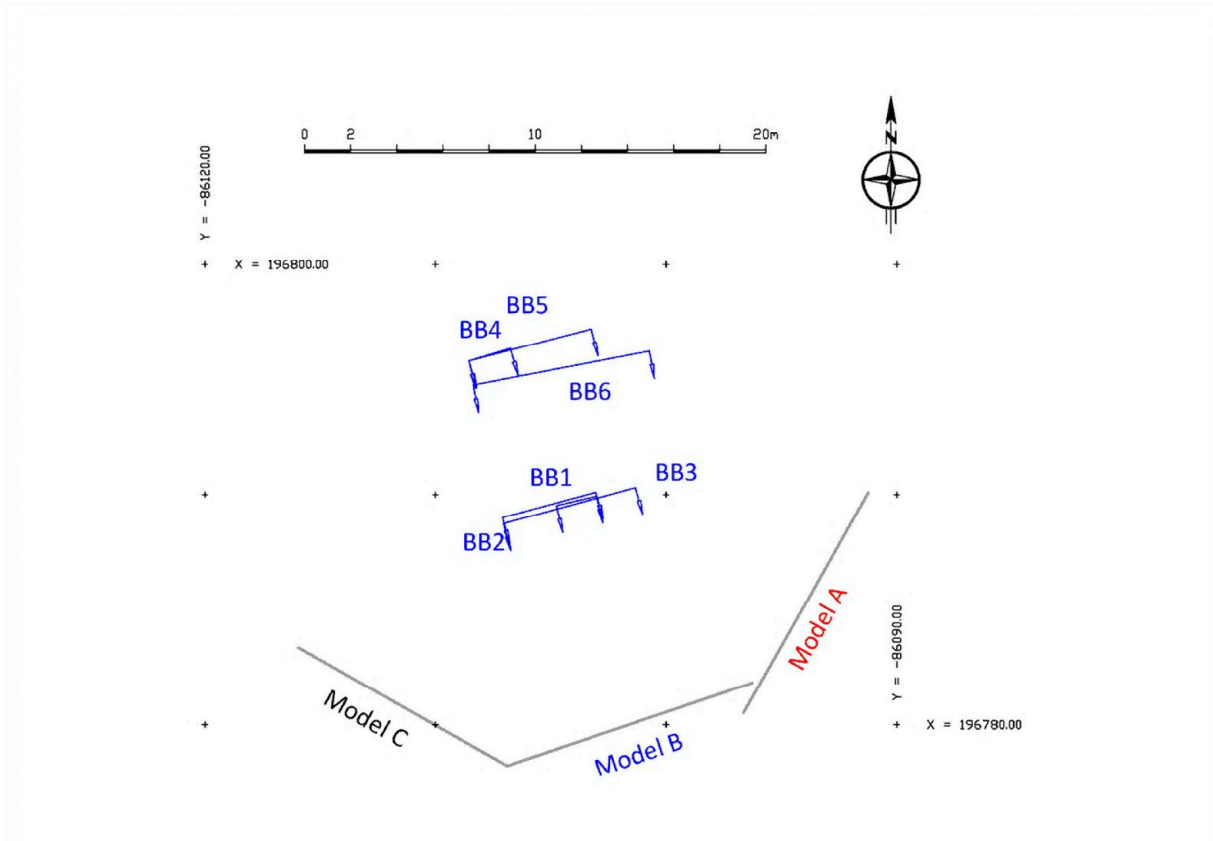 0 2 10 20m
N
Y = -86120.00
X = 196800.00
BB5
BB4
BB6
BB1
BB3
BB2
Model A
Y = -86090.00
Model C
Model B
X = 196780.00